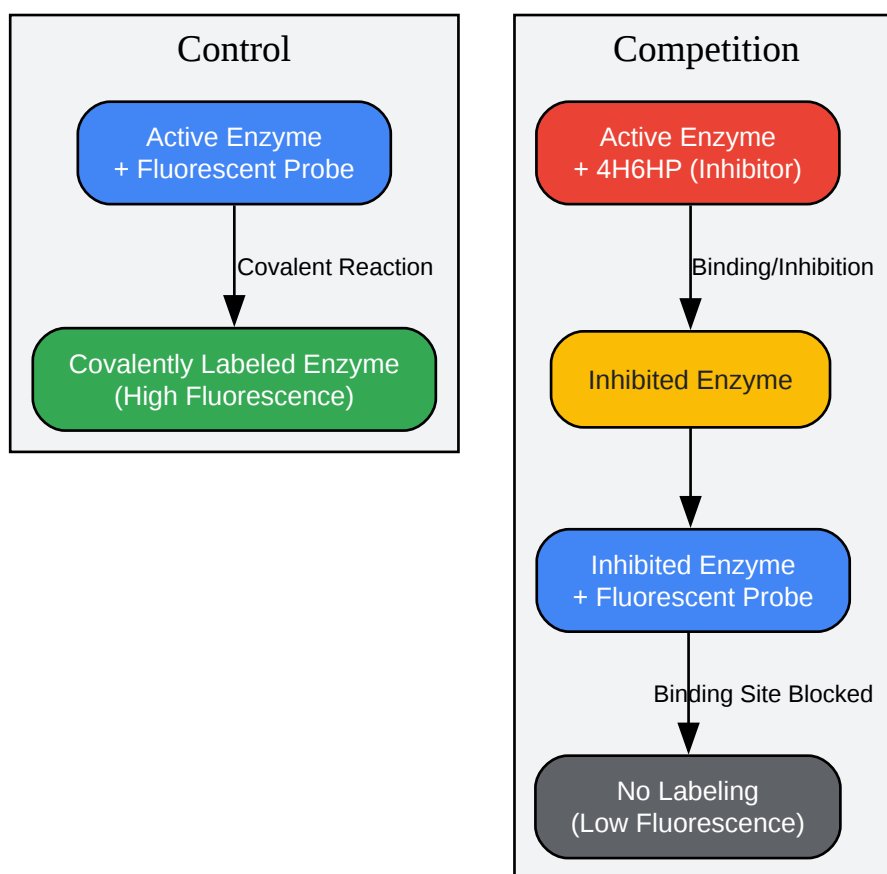 Control
Active Enzyme
+ Fluorescent Probe
Covalent Reaction
Covalently Labeled Enzyme
(High Fluorescence)
Competition
Active Enzyme
+ 4H6HP (Inhibitor)
Binding/Inhibition
Inhibited Enzyme
Inhibited Enzyme
+ Fluorescent Probe
Binding Site Blocked
No Labeling
(Low Fluorescence)